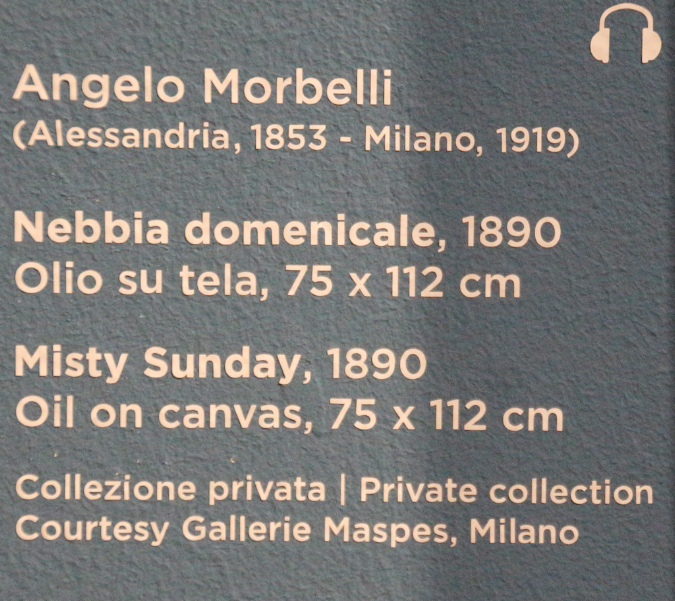 Angelo Morbelli
(Alessandria, 1853 - Milano, 1919)
Nebbia domenicale, 1890
Olio su tela, 75 x 112 cm
Misty Sunday, 1890
Oil on canvas, 75 x 112 cm
Collezione privata | Private collection
Courtesy Gallerie Maspes, Milano